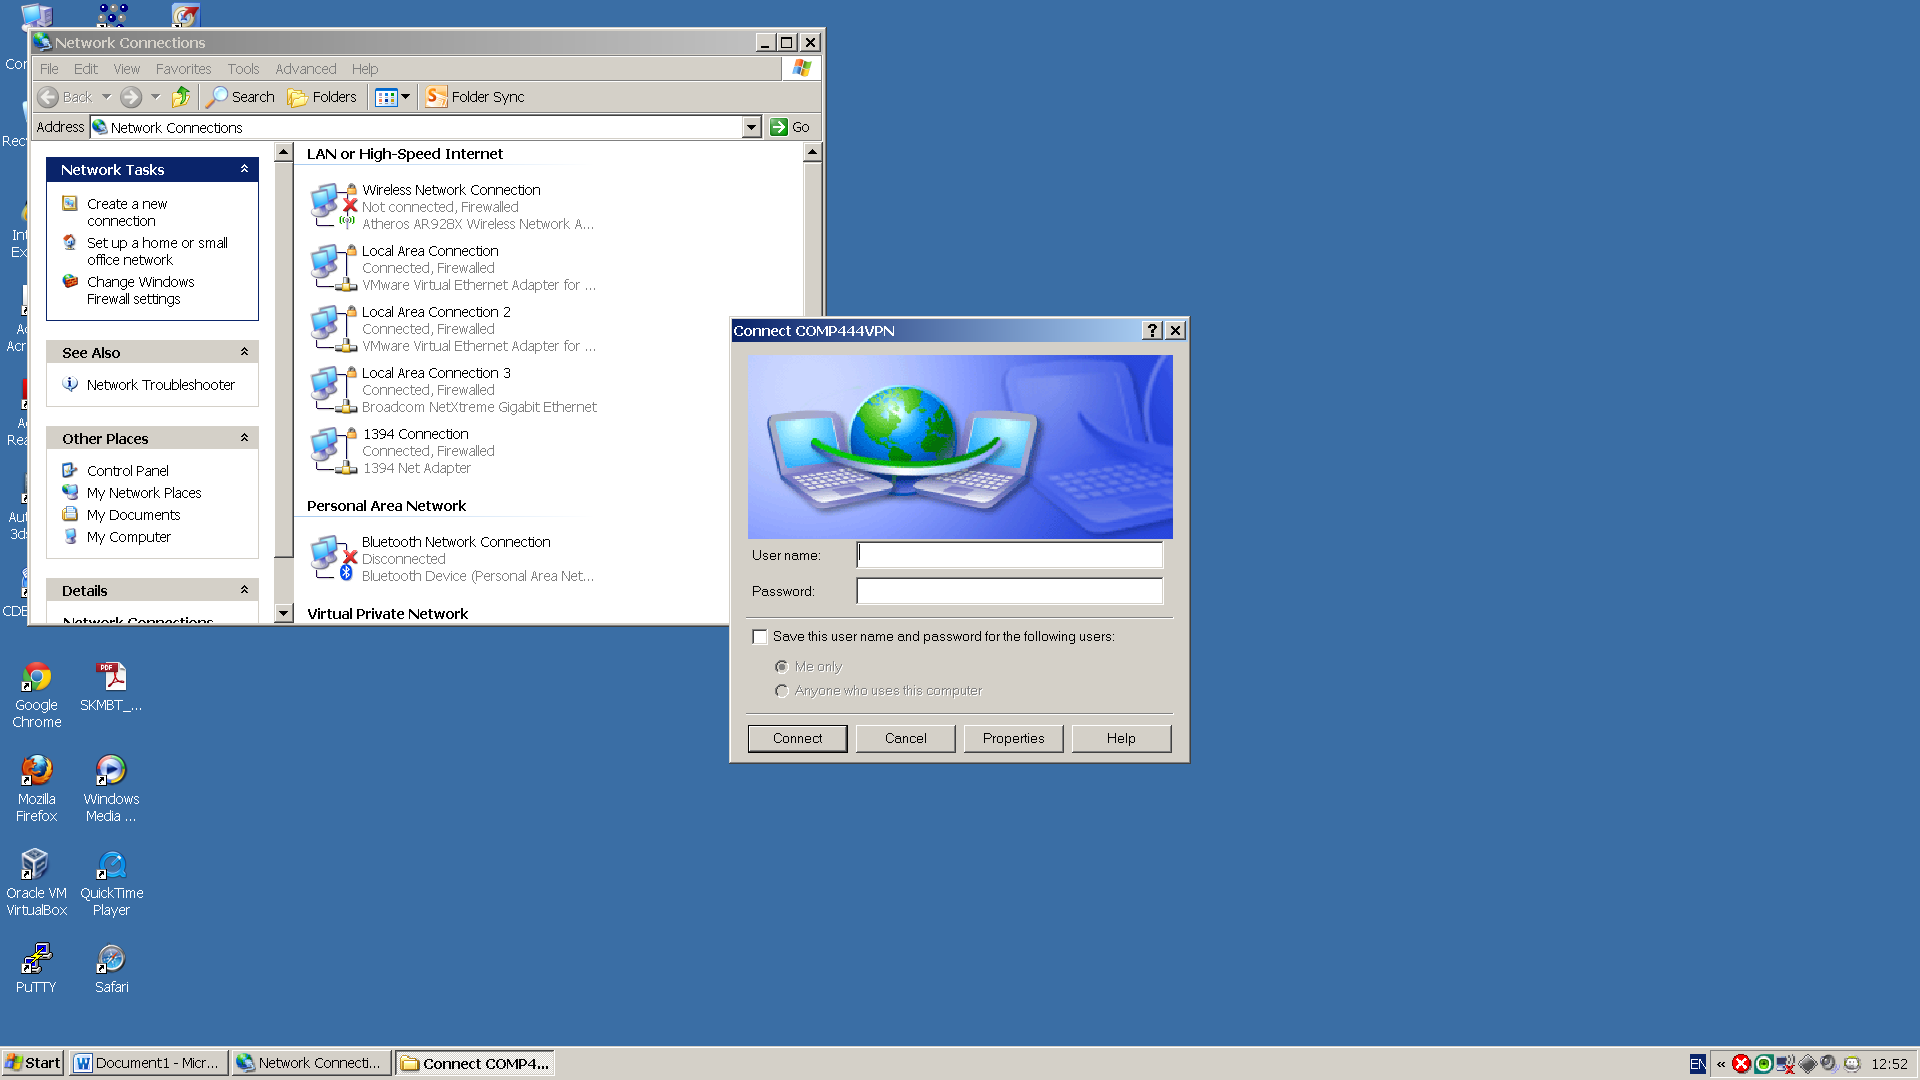 Network Connections
File Edit View Favorites Tools Advanced Help
Back Search Folders Folder Sync
Address Network Connections Go
Network Tasks
Create a new
connection
Set up a home or small
office network
Change Windows
Firewall settings
See Also
Network Troubleshooter
Other Places
Control Panel
My Network Places
My Documents
My Computer
Details
Network Connections
LAN or High-Speed Internet
Wireless Network Connection
Not connected, Firewalled
Atheros AR928X Wireless Network A...
Local Area Connection
Connected, Firewalled
VMware Virtual Ethernet Adapter for ...
Local Area Connection 2
Connected, Firewalled
VMware Virtual Ethernet Adapter for ...
Local Area Connection 3
Connected, Firewalled
Broadcom NetXtreme Gigabit Ethernet
1394 Connection
Connected, Firewalled
1394 Net Adapter
Personal Area Network
Bluetooth Network Connection
Disconnected
Bluetooth Device (Personal Area Net...
Virtual Private Network
Connect COMP444VPN
User name:
Password:
Save this user name and password for the following users:
Me only
Anyone who uses this computer
Connect Cancel Properties Help
Google
Chrome
SKMBT_...
PDF
Mozilla
Firefox
Windows
Media ...
Oracle VM
VirtualBox
QuickTime
Player
PuTTY
Safari
Start Document1 - Micr... Network Connecti... Connect COMP4... EN « 12:52